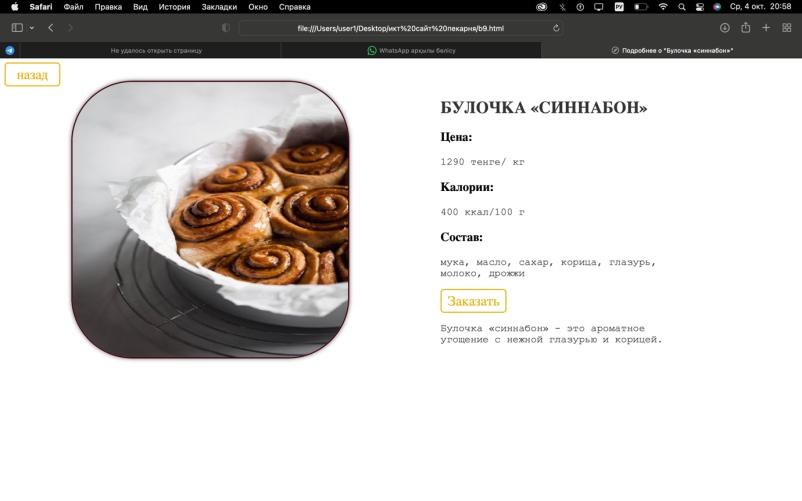 Safari Файл Правка Вид История Закладки Окно Справка РУ Ср, 4 окт. 20:58
file:///Users/user1/Desktop/икт%20сайт%20пекарня/b9.html
Не удалось открыть страницу
WhatsApp арқылы бөлісу
Подробнее о "Булочка «синнабон»"
назад
БУЛОЧКА «СИННАБОН»
Цена:
1290 тенге/ кг
Калории:
400 ккал/100 г
Состав:
мука, масло, сахар, корица, глазурь,
молоко, дрожжи
Заказать
Булочка «синнабон» - это ароматное
угощение с нежной глазурью и корицей.